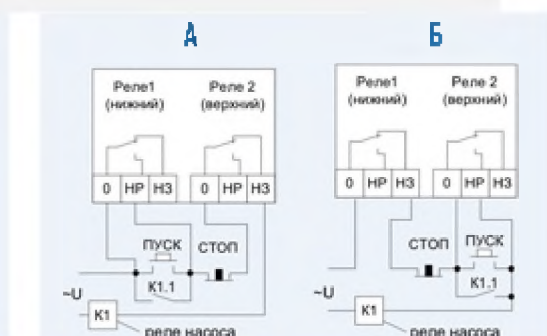 А Б
Реле1 (нижний) Реле 2 (верхний) Реле1 (нижний) Реле 2 (верхний)
0 НР НЗ 0 НР НЗ 0 НР НЗ 0 НР НЗ
ПУСК СТОП СТОП ПУСК
К1.1 К1.1
~U ~U
К1 К1
реле насоса реле насоса